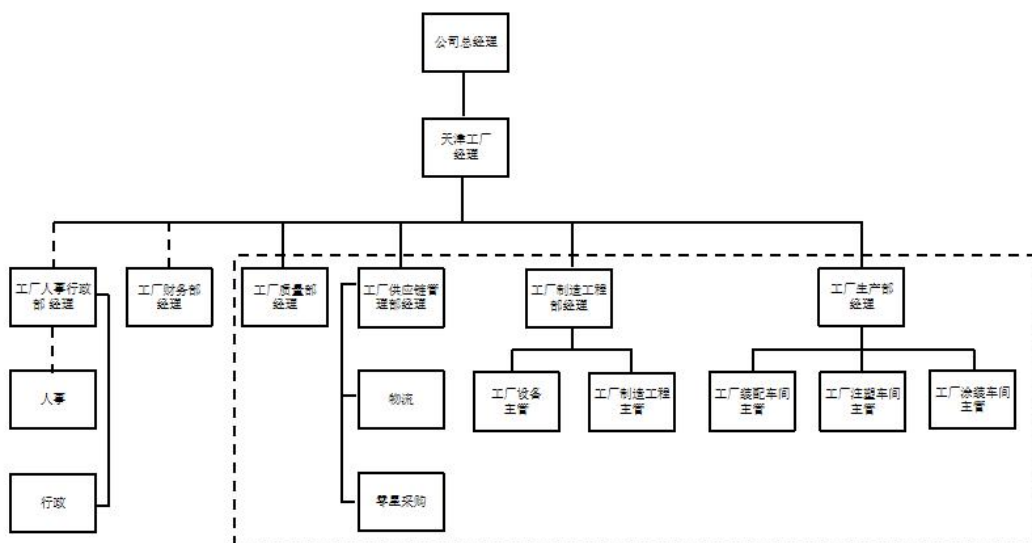 公司总经理
天津工厂
经理
工厂人事行政
部 经理
工厂财务部
经理
工厂质量部
经理
工厂供应链管
理部经理
工厂制造工程
部经理
工厂生产部
经理
人事
物流
工厂设备
主管
工厂制造工程
主管
工厂装配车间
主管
工厂注塑车间
主管
工厂涂装车间
主管
行政
零星采购